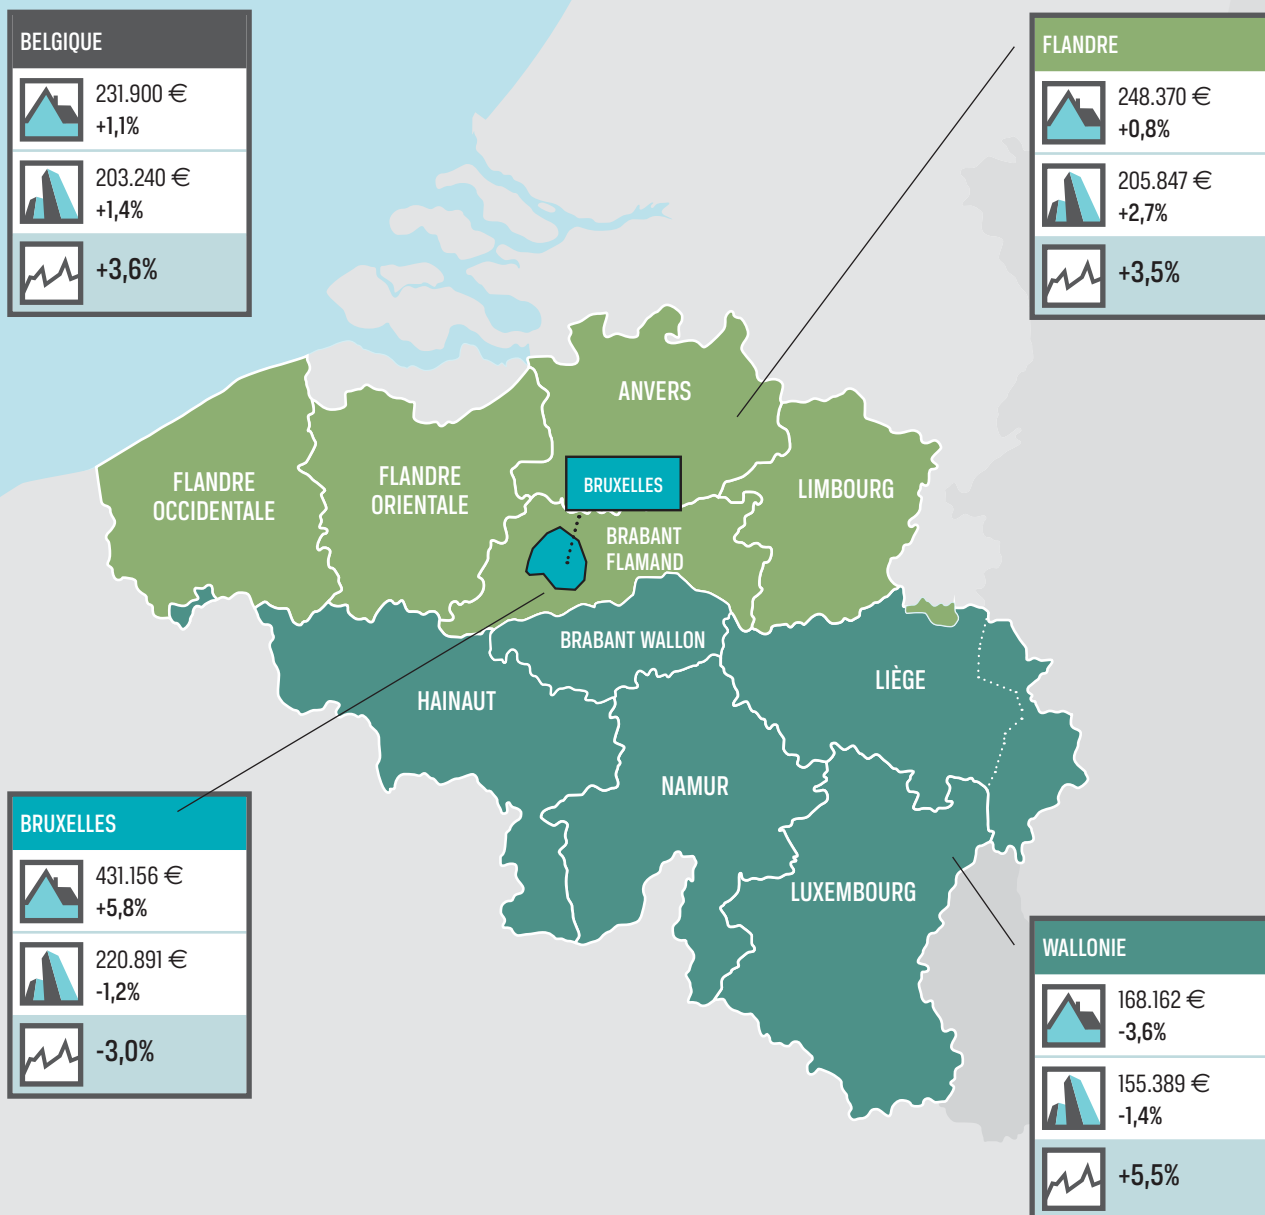 BELGIQUE
231.900 €
+1,1%
203.240 €
+1,4%
+3,6%
FLANDRE
248.370 €
+0,8%
205.847 €
+2,7%
+3,5%
ANVERS
FLANDRE
OCCIDENTALE
FLANDRE
ORIENTALE
BRUXELLES
LIMBOURG
BRABANT
FLAMAND
BRABANT WALLON
HAINAUT
LIÈGE
NAMUR
LUXEMBOURG
BRUXELLES
431.156 €
+5,8%
220.891 €
-1,2%
-3,0%
WALLONIE
168.162 €
-3,6%
155.389 €
-1,4%
+5,5%